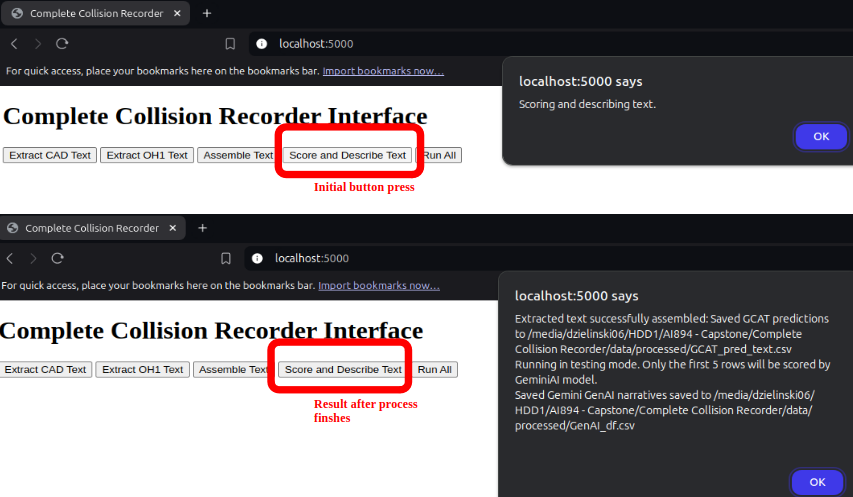 Complete Collision Recorder
localhost:5000
For quick access, place your bookmarks here on the bookmarks bar. Import bookmarks now…
localhost:5000 says
Scoring and describing text.
OK
Complete Collision Recorder Interface
Extract CAD Text Extract OH1 Text Assemble Text Score and Describe Text Run All
Initial button press
Complete Collision Recorder
localhost:5000
For quick access, place your bookmarks here on the bookmarks bar. Import bookmarks now…
localhost:5000 says
Extracted text successfully assembled: Saved GCAT predictions
to /media/dzielinski06/HDD1/AI894 - Capstone/Complete
Collision Recorder/data/processed/GCAT_pred_text.csv
Running in testing mode. Only the first 5 rows will be scored by
GeminiAI model.
Saved Gemini GenAI narratives saved to /media/dzielinski06/
HDD1/AI894 - Capstone/Complete Collision Recorder/data/
processed/GenAI_df.csv
OK
Complete Collision Recorder Interface
Extract CAD Text Extract OH1 Text Assemble Text Score and Describe Text Run All
Result after process
finshes